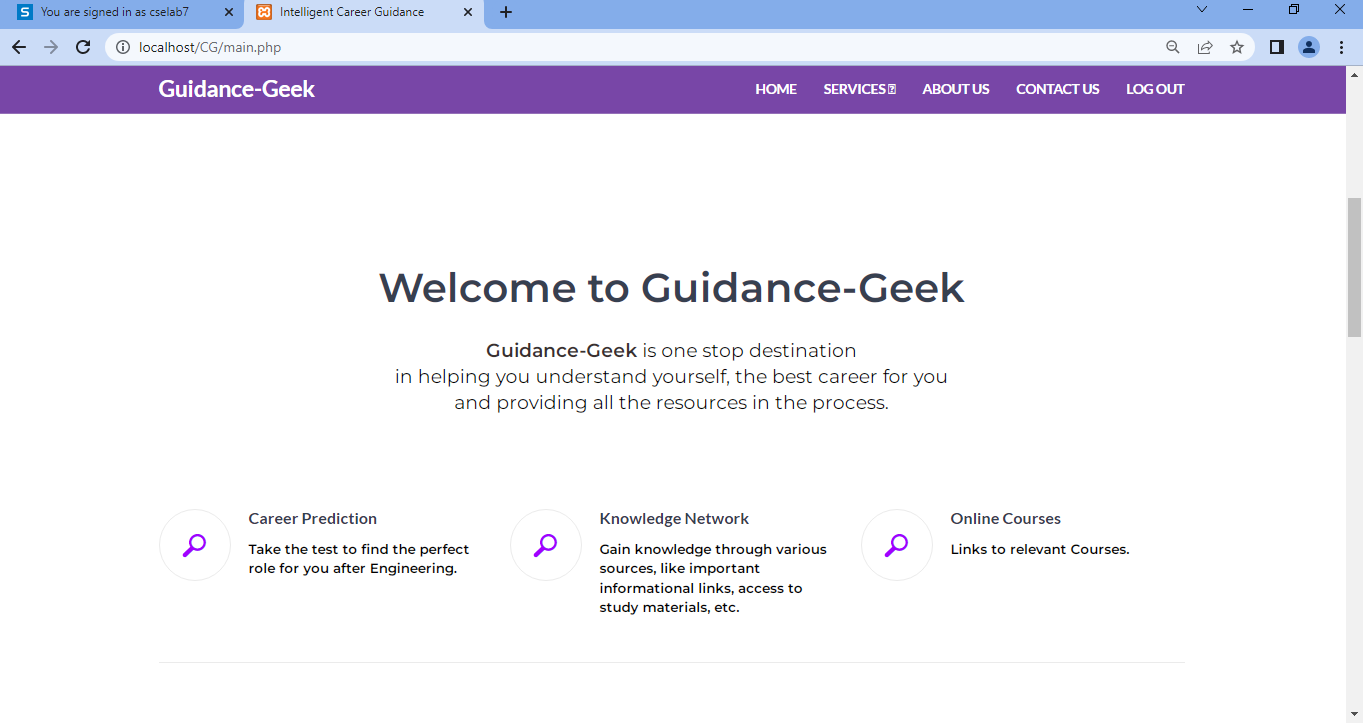 You are signed in as cselab7
Intelligent Career Guidance
localhost/CG/main.php
Guidance-Geek
HOME
SERVICES
ABOUT US
CONTACT US
LOG OUT
Welcome to Guidance-Geek
Guidance-Geek is one stop destination
in helping you understand yourself, the best career for you
and providing all the resources in the process.
Career Prediction
Take the test to find the perfect
role for you after Engineering.
Knowledge Network
Gain knowledge through various
sources, like important
informational links, access to
study materials, etc.
Online Courses
Links to relevant Courses.